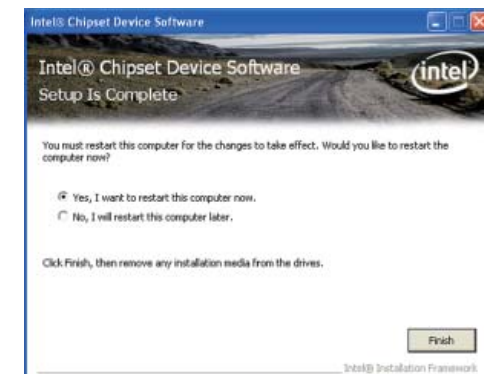 Intel® Chipset Device Software
Intel® Chipset Device Software
Setup Is Complete
intel
You must restart this computer for the changes to take effect. Would you like to restart the
computer now?
Yes, I want to restart this computer now.
No, I will restart this computer later.
Click Finish, then remove any installation media from the drives.
Finish
Intel® Installation Framework